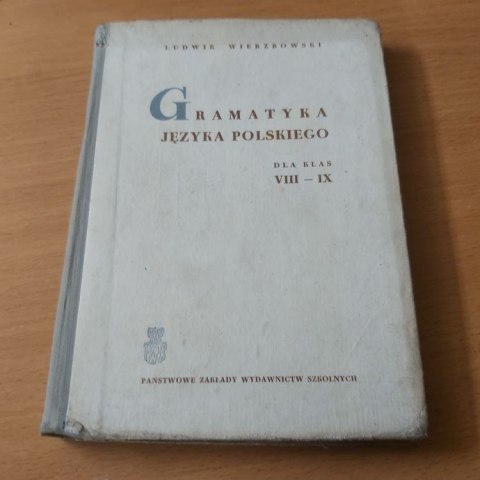 LUDWIK WIERZBOWSKI
GRAMATYKA
JĘZYKA POLSKIEGO
DLA KLAS
VIII – IX
PAŃSTWOWE ZAKŁADY WYDAWNICTW SZKOLNYCH